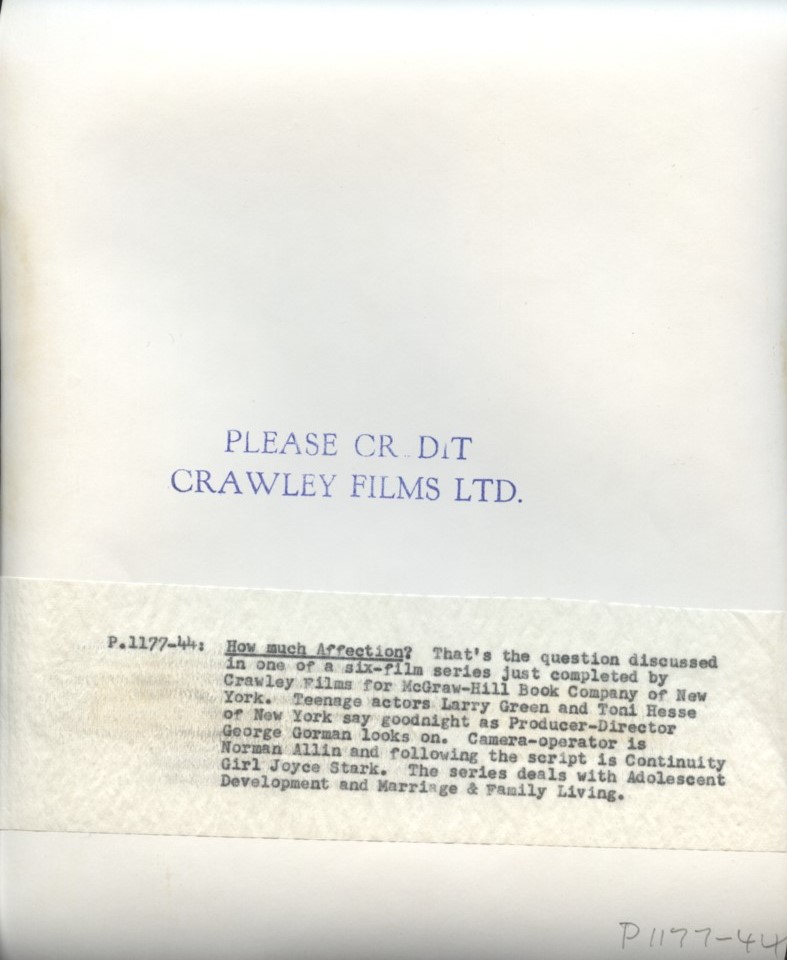 PLEASE CR DiT
CRAWLEY FILMS LTD.
P.1177-44: How much Affection? That's the question discussed
in one of a six-film series just completed by
Crawley Films for McGraw-Hill Book Company of New
York. Teenage actors Larry Green and Toni Hesse
of New York say goodnight as Producer-Director
George Gorman looks on. Camera-operator is
Norman Allin and following the script is Continuity
Girl Joyce Stark. The series deals with Adolescent
Development and Marriage & Family Living.
P1177-44